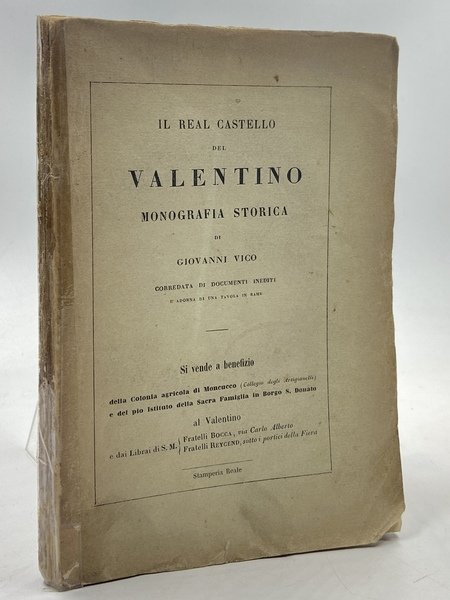 IL REAL CASTELLO
DEL
VALENTINO
MONOGRAFIA STORICA
DI
GIOVANNI VICO
CORREDATA DI DOCUMENTI INEDITI
E ADORNA DI UNA TAVOLA IN RAME
Si vende a benefizio
della Colonia agricola di Moncucco (Collegio degli Artigianelli)
e del pio Istituto della Sacra Famiglia in Borgo S. Donato
al Valentino
e dai Librai di S. M. { Fratelli BOCCA, via Carlo Alberto
Fratelli REYCEND, sotto i portici della Fiera
Stamperia Reale